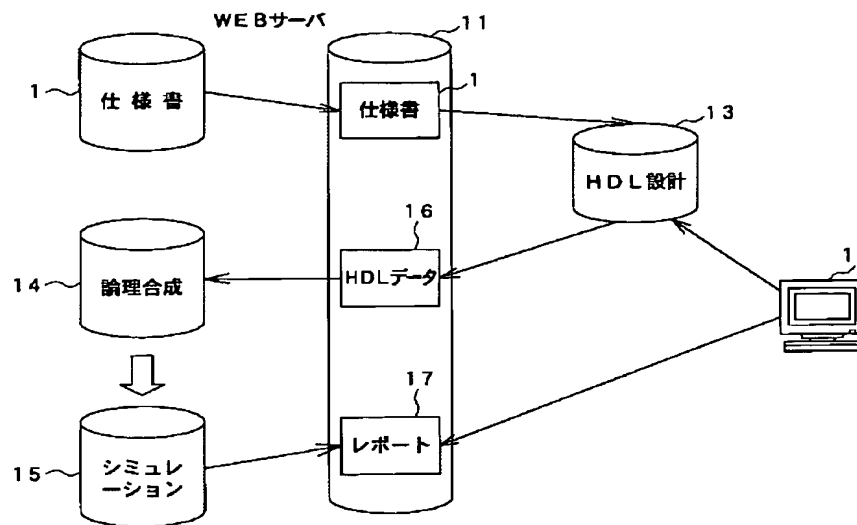 WEBサーバ
11
1
仕様書
1
仕様書
13
HDL設計
16
HDLデータ
14
論理合成
1
17
レポート
15
シミュレ
ーション